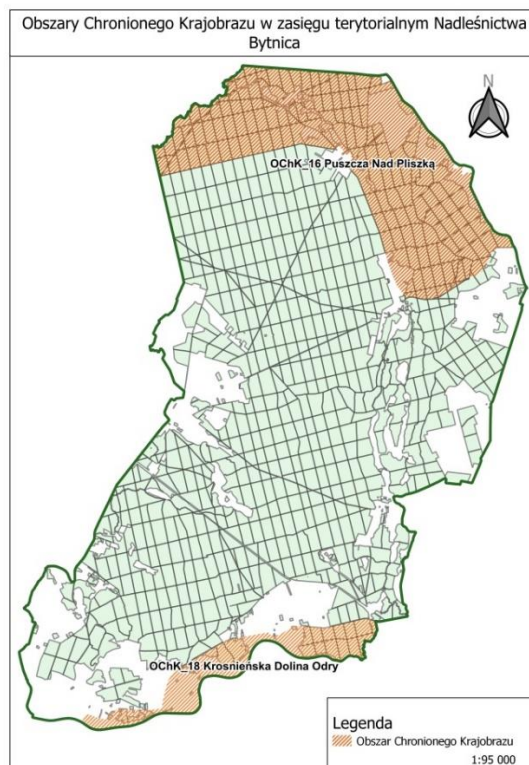 Obszary Chronionego Krajobrazu w zasięgu terytorialnym Nadleśnictwa
Bytnica
N
OChK_16 Puszcza Nad Pliszką
OChK_18 Krośnieńska Dolina Odry
Legenda
Obszar Chronionego Krajobrazu
1:95 000